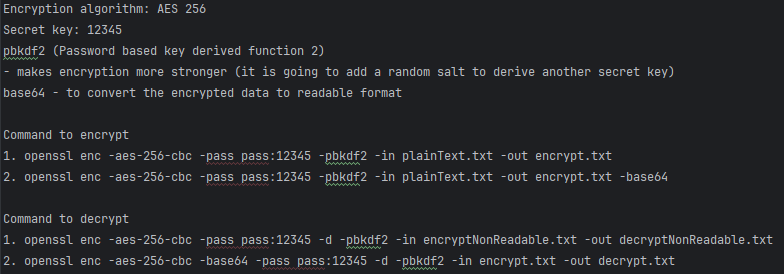 Encryption algorithm: AES 256
Secret key: 12345
pbkdf2 (Password based key derived function 2)
- makes encryption more stronger (it is going to add a random salt to derive another secret key)
base64 - to convert the encrypted data to readable format
Command to encrypt
1. openssl enc -aes-256-cbc -pass pass:12345 -pbkdf2 -in plainText.txt -out encrypt.txt
2. openssl enc -aes-256-cbc -pass pass:12345 -pbkdf2 -in plainText.txt -out encrypt.txt -base64
Command to decrypt
1. openssl enc -aes-256-cbc -pass pass:12345 -d -pbkdf2 -in encryptNonReadable.txt -out decryptNonReadable.txt
2. openssl enc -aes-256-cbc -base64 -pass pass:12345 -d -pbkdf2 -in encrypt.txt -out decrypt.txt